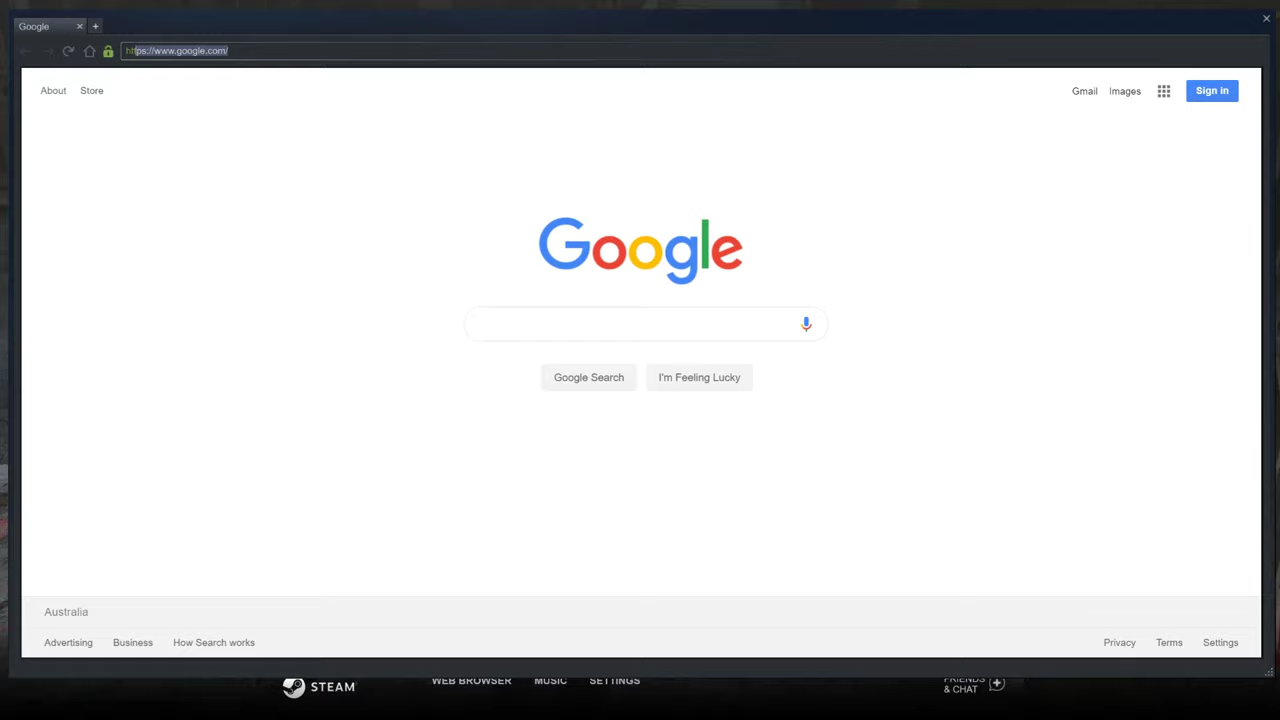 Google
https://www.google.com/
About Store
Gmail Images Sign in
Google
Google Search I'm Feeling Lucky
Australia
Advertising Business How Search works
Privacy Terms Settings
STEAM
WEB BROWSER MUSIC SETTINGS
FRIENDS
& CHAT